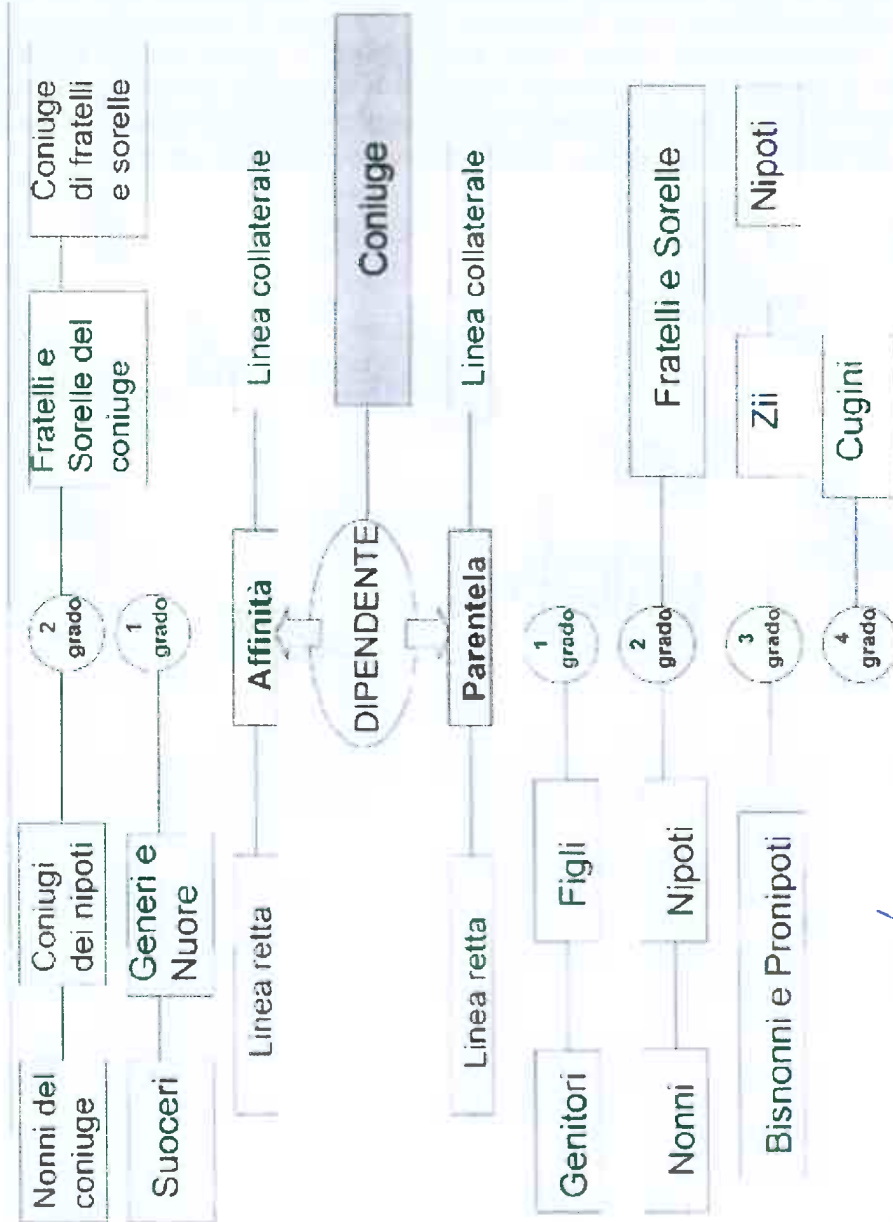 Nonni del
coniuge
Coniugi
dei nipoti
2
grado
Fratelli e
Sorelle del
coniuge
Coniuge
di fratelli
e sorelle
Suoceri
Generi e
Nuore
1
grado
Linea retta
Affinità
Linea collaterale
DIPENDENTE
Coniuge
Linea retta
Parentela
Linea collaterale
Genitori
Figli
1
grado
Nonni
Nipoti
2
grado
Fratelli e Sorelle
Bisnonni e Pronipoti
3
grado
Zii
Nipoti
4
grado
Cugini